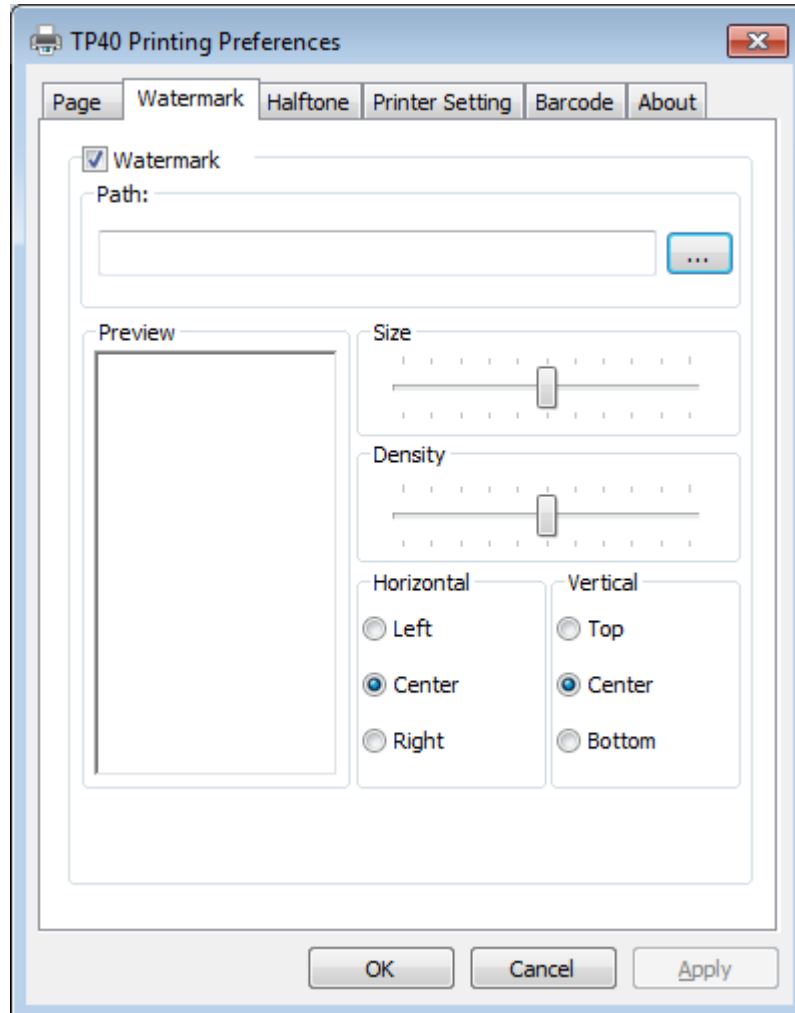 TP40 Printing Preferences
Page Watermark Halftone Printer Setting Barcode About
Watermark
Path:
...
Preview
Size
Density
Horizontal Vertical
Left Top
Center Center
Right Bottom
OK Cancel Apply